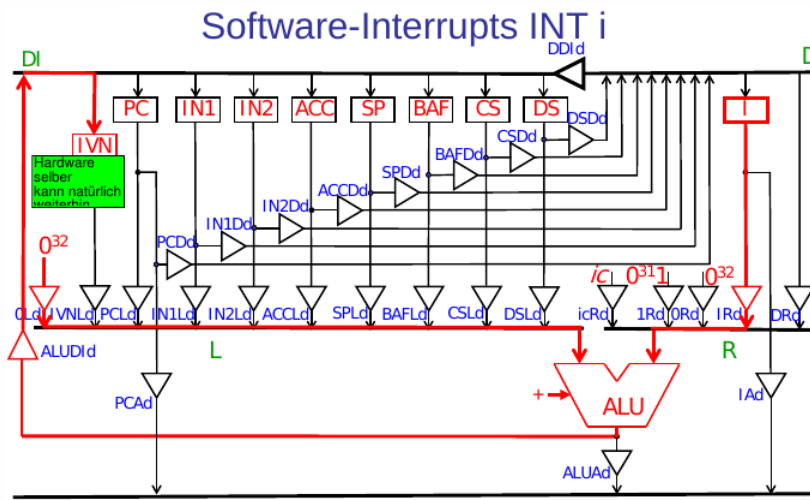 Software-Interrupts INT i
DI
DDId
D
PC
IN1
IN2
ACC
SP
BAF
CS
DS
I
IVN
DSDd
CSDd
BAFDd
SPDd
ACCDd
IN2Dd
IN1Dd
PCDd
Hardware
selber
kann natürlich
weiterhin
0³²
ic
0³¹1
0³²
0Ld
IVNLd
PCLd
IN1Ld
IN2Ld
ACCLd
SPLd
BAFLd
CSLd
DSLd
icRd
1Rd
0Rd
IRd
DRd
ALUDId
L
R
PCAd
+
ALU
IAd
ALUAd